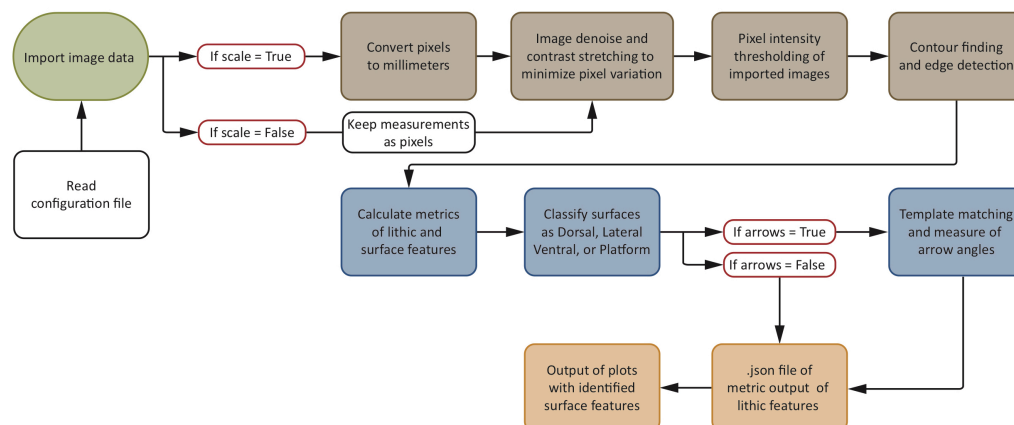 Import image data
If scale = True
Convert pixels
to millimeters
Image denoise and
contrast stretching to
minimize pixel variation
Pixel intensity
thresholding of
imported images
Contour finding
and edge detection
If scale = False
Keep measurements
as pixels
Read
configuration file
Calculate metrics
of lithic and
surface features
Classify surfaces
as Dorsal, Lateral
Ventral, or Platform
If arrows = True
If arrows = False
Template matching
and measure of
arrow angles
Output of plots
with identified
surface features
.json file of
metric output of
lithic features